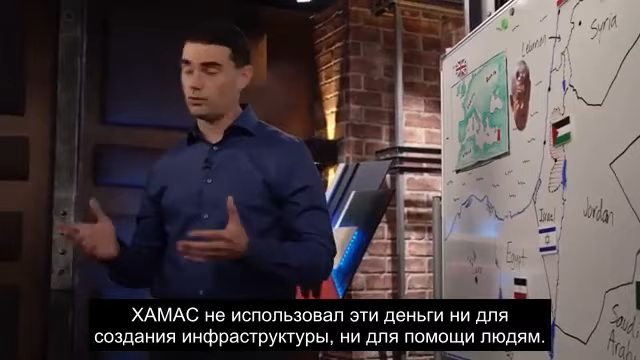 Syria
Lebanon
Israel
Jordan
Egypt
Saudi
Arab
ХАМАС не использовал эти деньги ни для
создания инфраструктуры, ни для помощи людям.